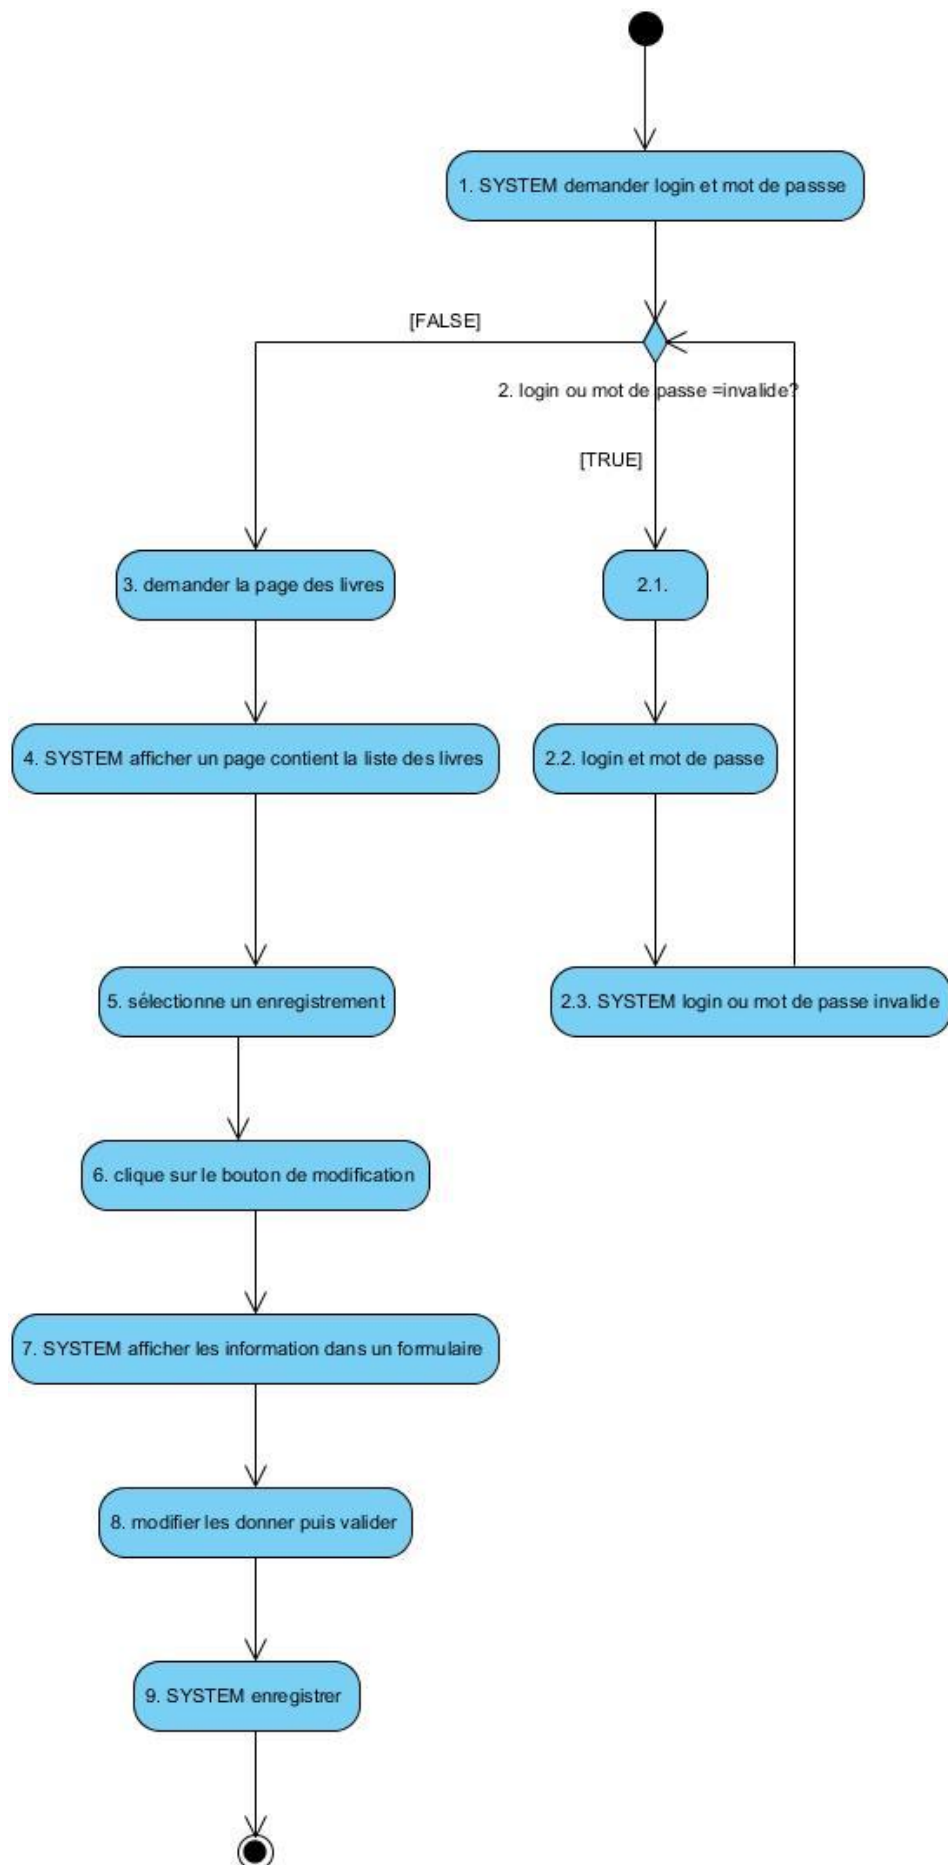 1. SYSTEM demander login et mot de passse
[FALSE]
2. login ou mot de passe =invalide?
[TRUE]
3. demander la page des livres
2.1.
4. SYSTEM afficher un page contient la liste des livres
2.2. login et mot de passe
5. sélectionne un enregistrement
2.3. SYSTEM login ou mot de passe invalide
6. clique sur le bouton de modification
7. SYSTEM afficher les information dans un formulaire
8. modifier les donner puis valider
9. SYSTEM enregistrer